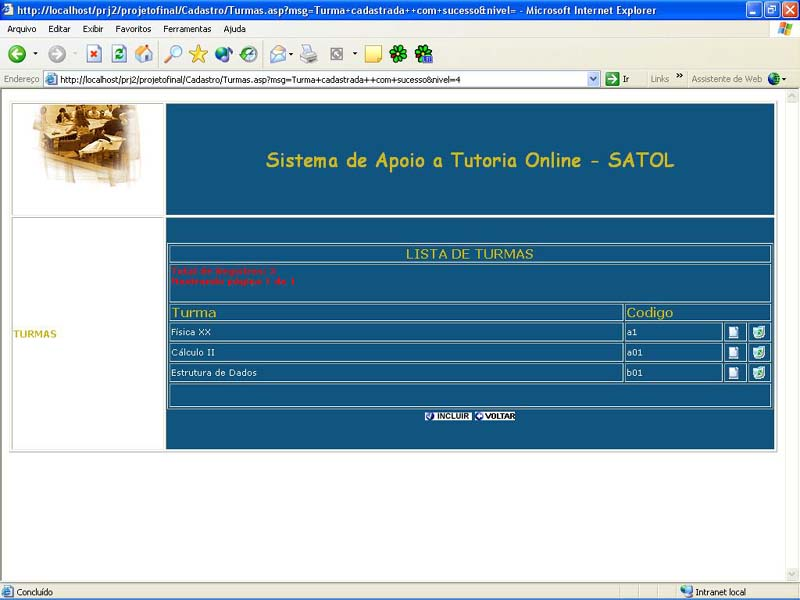 http://localhost/prj2/projetofinal/Cadastro/Turmas.asp?msg=Turma+cadastrada++com+sucesso&nivel= - Microsoft Internet Explorer
Arquivo Editar Exibir Favoritos Ferramentas Ajuda
Endereço http://localhost/prj2/projetofinal/Cadastro/Turmas.asp?msg=Turma+cadastrada++com+sucesso&nivel=4 Ir Links » Assistente de Web
Sistema de Apoio a Tutoria Online - SATOL
LISTA DE TURMAS
Total de Registros: 3
Mostrando página 1 de 1
Turma Codigo
Física XX a1
Cálculo II a01
Estrutura de Dados b01
TURMAS
INCLUIR VOLTAR
Concluído Intranet local